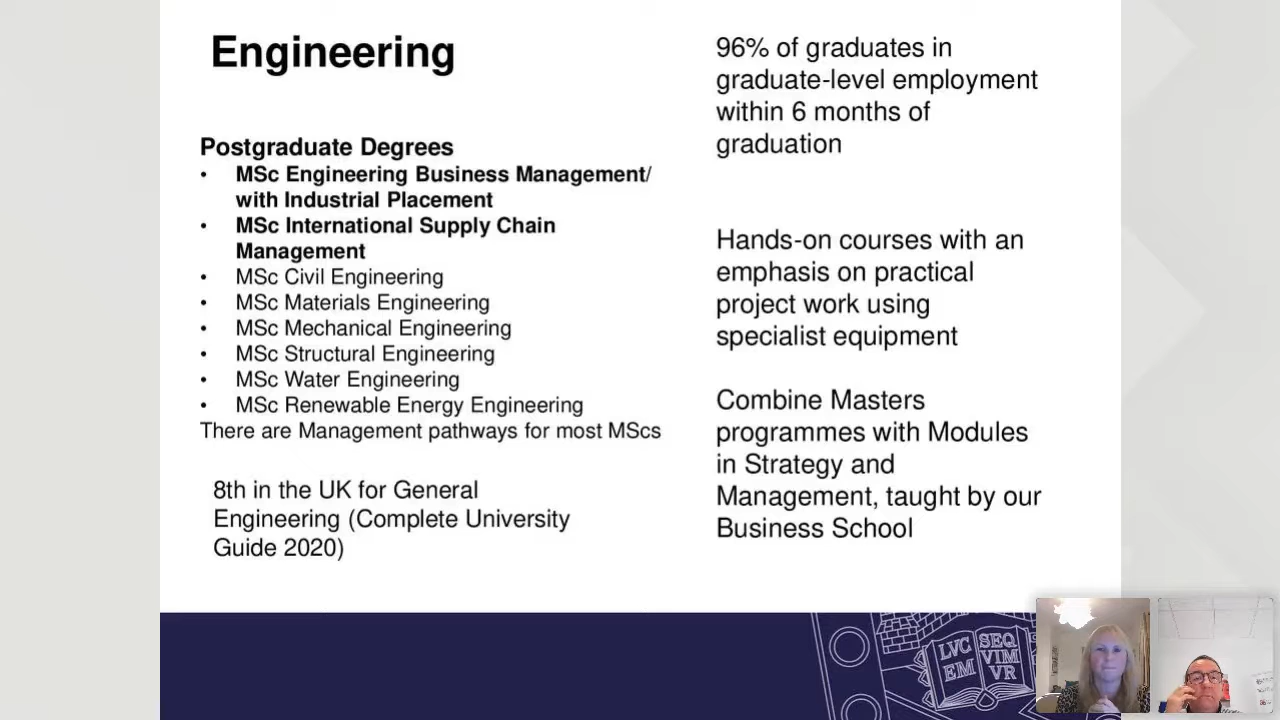 Engineering
Postgraduate Degrees
• MSc Engineering Business Management/
with Industrial Placement
• MSc International Supply Chain
Management
• MSc Civil Engineering
• MSc Materials Engineering
• MSc Mechanical Engineering
• MSc Structural Engineering
• MSc Water Engineering
• MSc Renewable Energy Engineering
There are Management pathways for most MScs
8th in the UK for General
Engineering (Complete University
Guide 2020)
96% of graduates in
graduate-level employment
within 6 months of
graduation
Hands-on courses with an
emphasis on practical
project work using
specialist equipment
Combine Masters
programmes with Modules
in Strategy and
Management, taught by our
Business School
LVC
EM
SEQ
VIM
VR